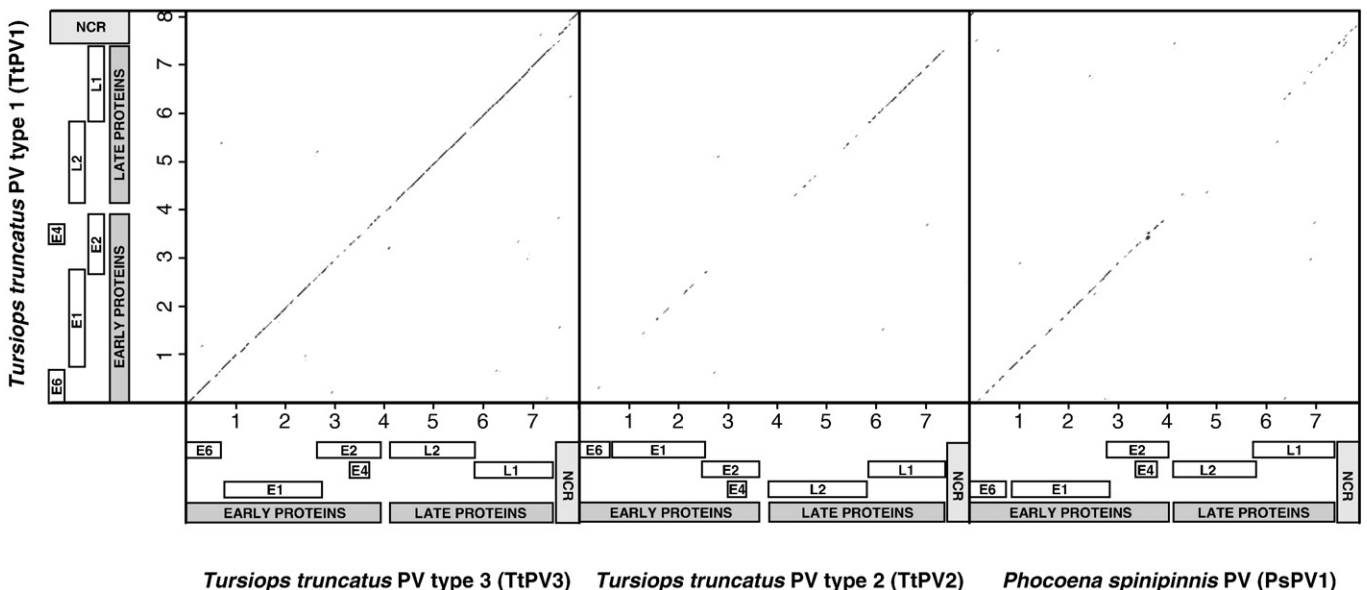 Tursiops truncatus PV type 1 (TtPV1)
NCR
L1
LATE PROTEINS
L2
E4
E2
EARLY PROTEINS
E1
E6
8
7
6
5
4
3
2
1
1 2 3 4 5 6 7 1 2 3 4 5 6 7 1 2 3 4 5 6 7
E6 E2 L2 E6 E1 E2 L1
E4 L1 NCR E2 L1 NCR E4 L2 NCR
E1 E4 L2 E6 E1
EARLY PROTEINS LATE PROTEINS EARLY PROTEINS LATE PROTEINS EARLY PROTEINS LATE PROTEINS
Tursiops truncatus PV type 3 (TtPV3) Tursiops truncatus PV type 2 (TtPV2) Phocoena spinipinnis PV (PsPV1)